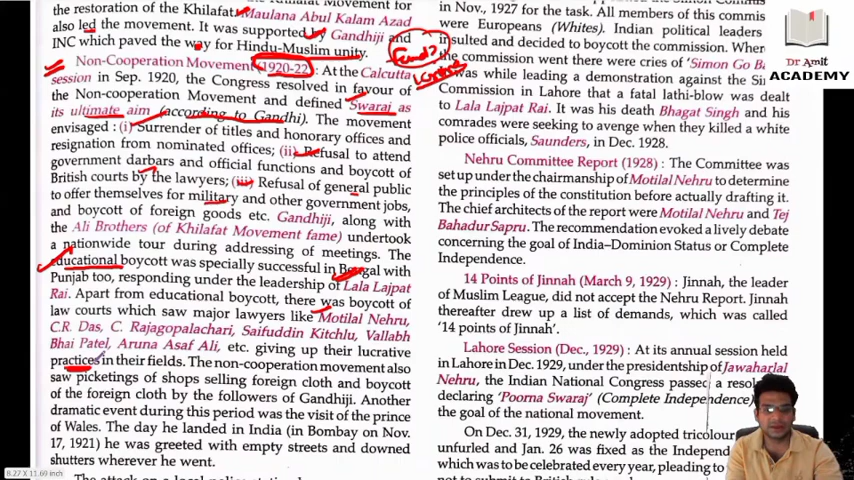 the restoration of the Khilafat. Maulana Abul Kalam Azad
also led the movement. It was supported by Gandhiji and
INC which paved the way for Hindu-Muslim unity.
Non-Cooperation Movement (1920-22): At the Calcutta
session in Sep. 1920, the Congress resolved in favour of
the Non-cooperation Movement and defined Swaraj as
its ultimate aim (according to Gandhi). The movement
envisaged : (i) Surrender of titles and honorary offices and
resignation from nominated offices; (ii) Refusal to attend
government darbars and official functions and boycott of
British courts by the lawyers; (iii) Refusal of general public
to offer themselves for military and other government jobs,
and boycott of foreign goods etc. Gandhiji, along with
the Ali Brothers (of Khilafat Movement fame) undertook
a nationwide tour during addressing of meetings. The
educational boycott was specially successful in Bengal with
Punjab too, responding under the leadership of Lala Lajpat
Rai. Apart from educational boycott, there was boycott of
law courts which saw major lawyers like Motilal Nehru,
C.R. Das, C. Rajagopalachari, Saifuddin Kitchlu, Vallabh
Bhai Patel, Aruna Asaf Ali, etc. giving up their lucrative
practices in their fields. The non-cooperation movement also
saw picketings of shops selling foreign cloth and boycott
of the foreign cloth by the followers of Gandhiji. Another
dramatic event during this period was the visit of the prince
of Wales. The day he landed in India (in Bombay on Nov.
17, 1921) he was greeted with empty streets and downed
shutters wherever he went.
8.27 x 11.69 inch
in Nov., 1927 for the task. All members of this commis
were Europeans (Whites). Indian political leaders
insulted and decided to boycott the commission. Wher
the commission went there were cries of 'Simon Go Ba
was while leading a demonstration against the Sim
Commission in Lahore that a fatal lathi-blow was dealt
to Lala Lajpat Rai. It was his death Bhagat Singh and his
comrades were seeking to avenge when they killed a white
police officials, Saunders, in Dec. 1928.
Nehru Committee Report (1928) : The Committee was
set up under the chairmanship of Motilal Nehru to determine
the principles of the constitution before actually drafting it.
The chief architects of the report were Motilal Nehru and Tej
Bahadur Sapru. The recommendation evoked a lively debate
concerning the goal of India-Dominion Status or Complete
Independence.
14 Points of Jinnah (March 9, 1929) : Jinnah, the leader
of Muslim League, did not accept the Nehru Report. Jinnah
thereafter drew up a list of demands, which was called
'14 points of Jinnah'.
Lahore Session (Dec., 1929) : At its annual session held
in Lahore in Dec. 1929, under the presidentship of Jawaharlal
Nehru, the Indian National Congress passed a resol
declaring 'Poorna Swaraj' (Complete Independence)
the goal of the national movement.
On Dec. 31, 1929, the newly adopted tricolour
unfurled and Jan. 26 was fixed as the Independ
which was to be celebrated every year, pleading to
Dr Amit
ACADEMY